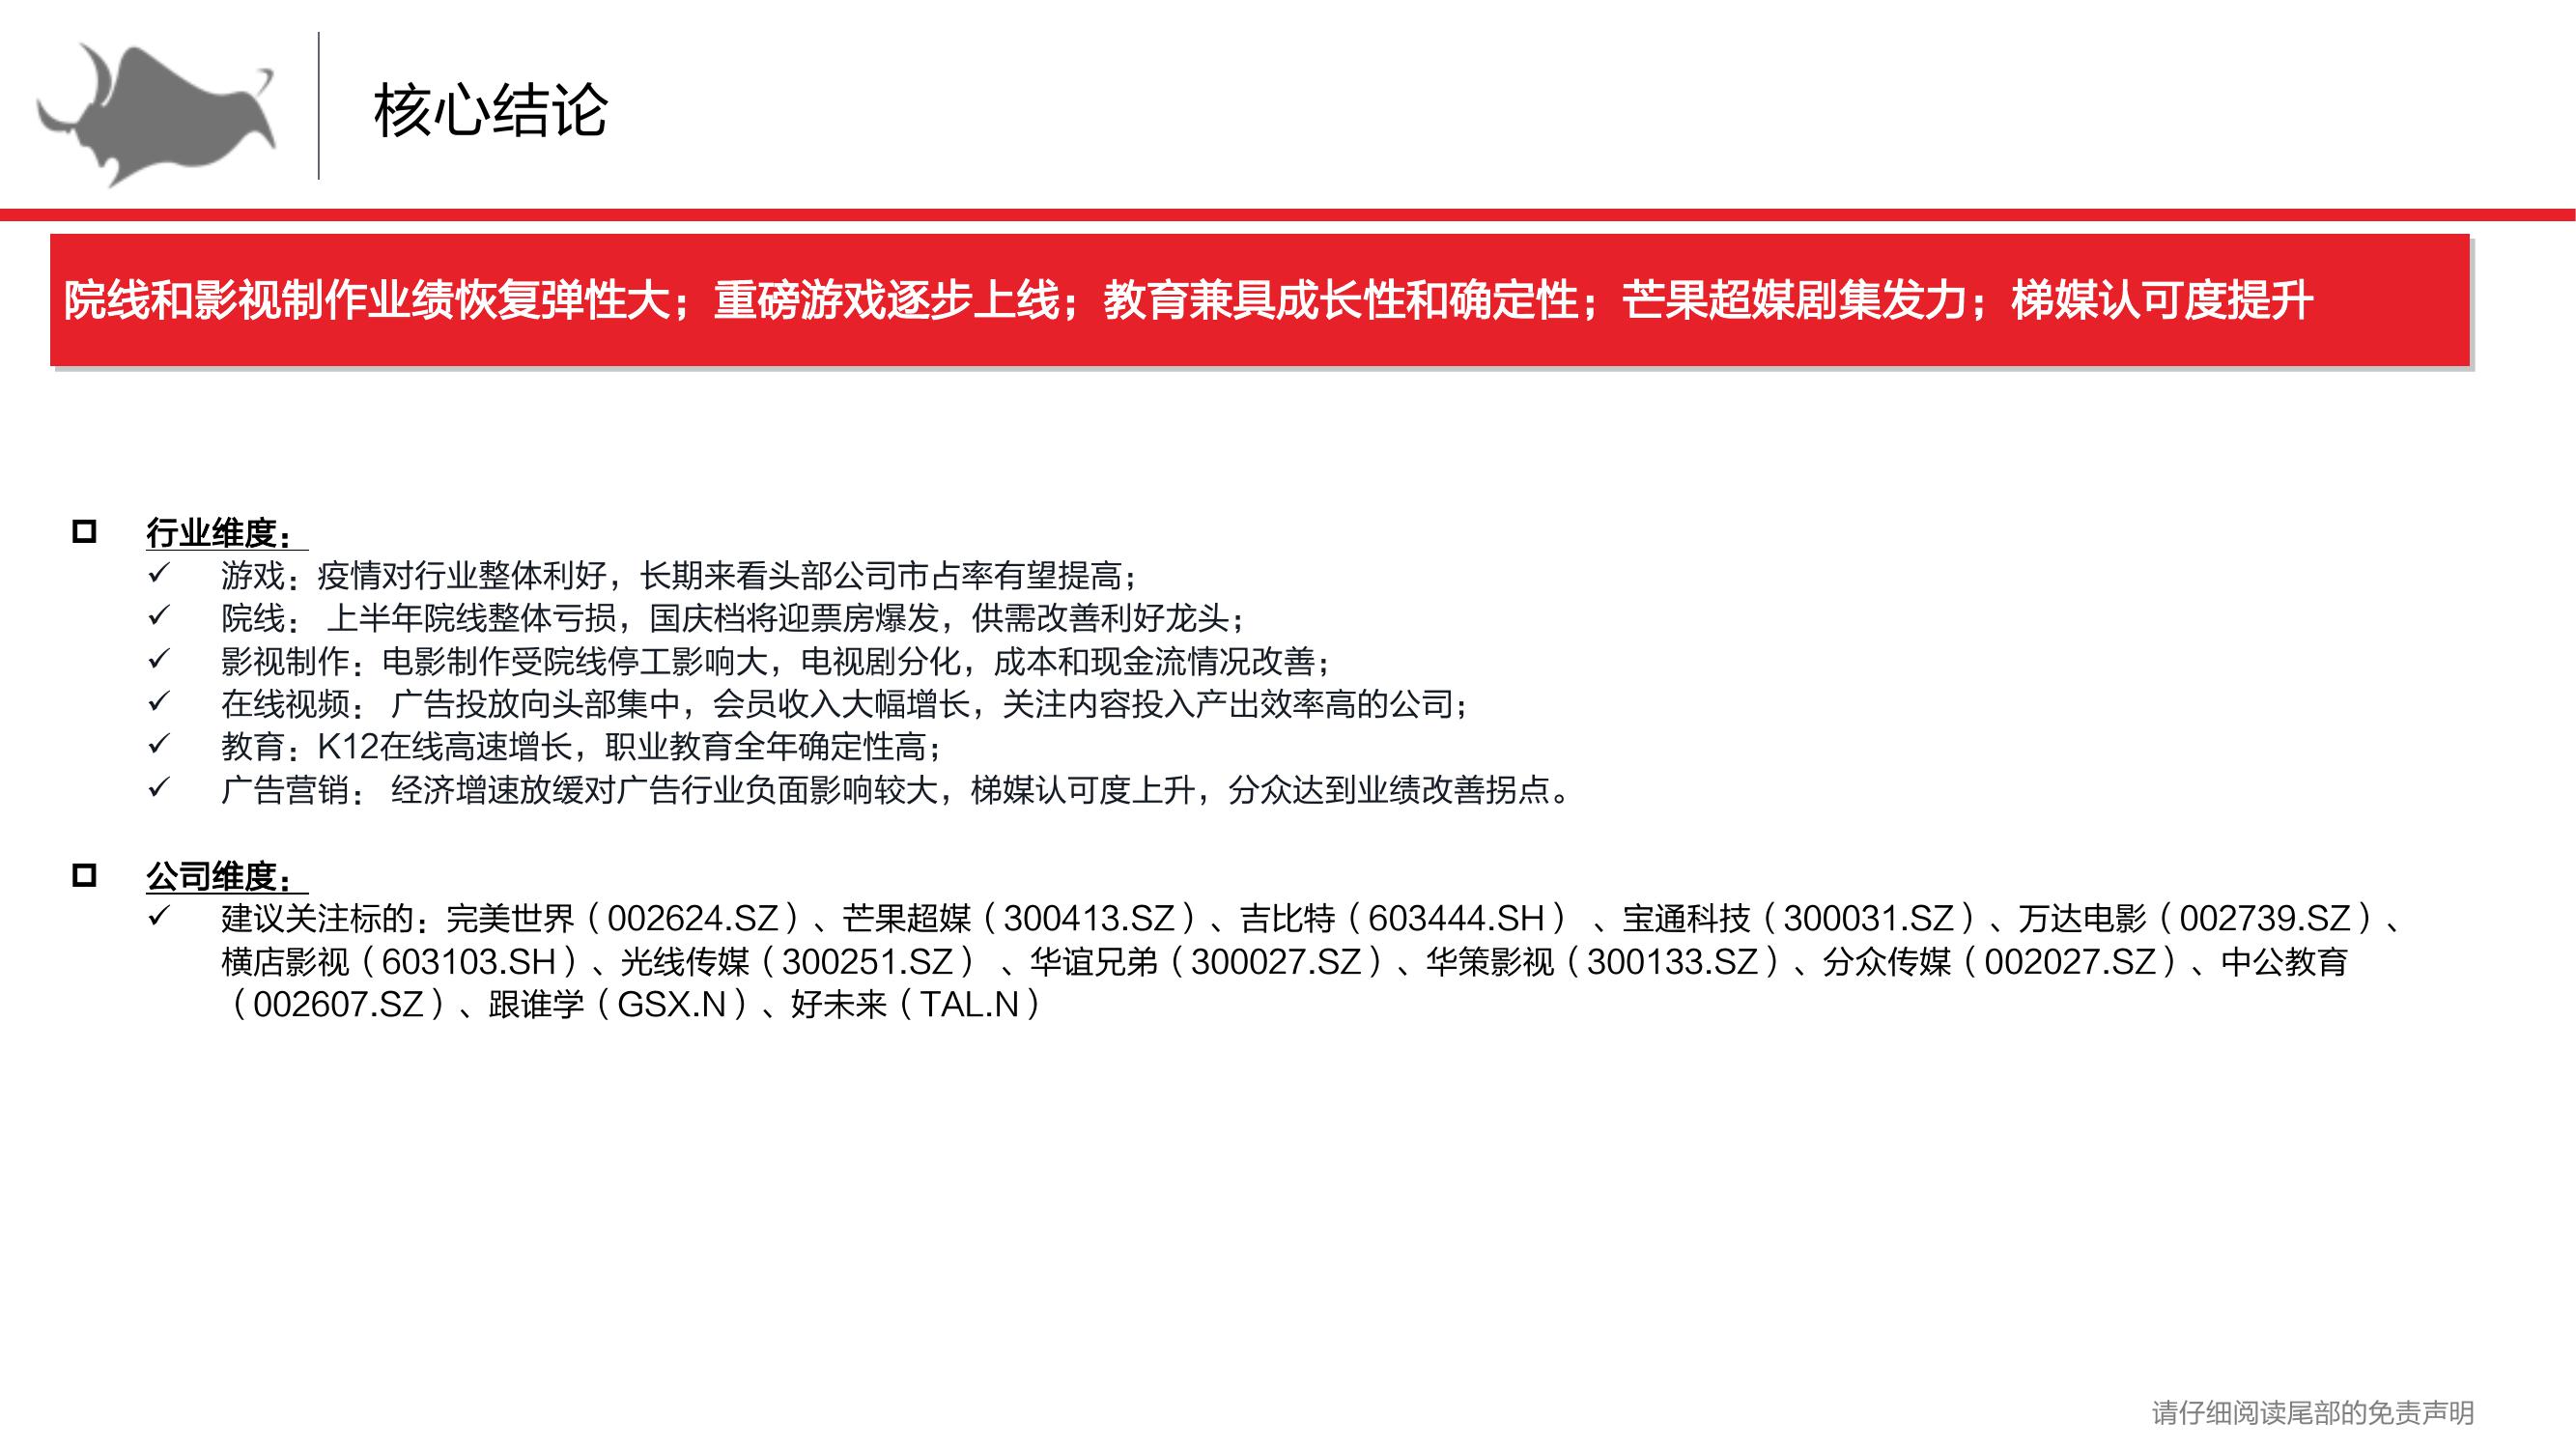 核心结论
院线和影视制作业绩恢复弹性大；重磅游戏逐步上线；教育兼具成长性和确定性；芒果超媒剧集发力；梯媒认可度提升
行业维度：
游戏：疫情对行业整体利好，长期来看头部公司市占率有望提高；
院线： 上半年院线整体亏损，国庆档将迎票房爆发，供需改善利好龙头；
影视制作：电影制作受院线停工影响大，电视剧分化，成本和现金流情况改善；
在线视频： 广告投放向头部集中，会员收入大幅增长，关注内容投入产出效率高的公司；
教育：K12在线高速增长，职业教育全年确定性高；
广告营销： 经济增速放缓对广告行业负面影响较大，梯媒认可度上升，分众达到业绩改善拐点。
公司维度：
建议关注标的：完美世界（002624.SZ）、芒果超媒（300413.SZ）、吉比特（603444.SH） 、宝通科技（300031.SZ）、万达电影（002739.SZ）、
横店影视（603103.SH）、光线传媒（300251.SZ） 、华谊兄弟（300027.SZ）、华策影视（300133.SZ）、分众传媒（002027.SZ）、中公教育
（002607.SZ）、跟谁学（GSX.N）、好未来（TAL.N）
请仔细阅读尾部的免责声明